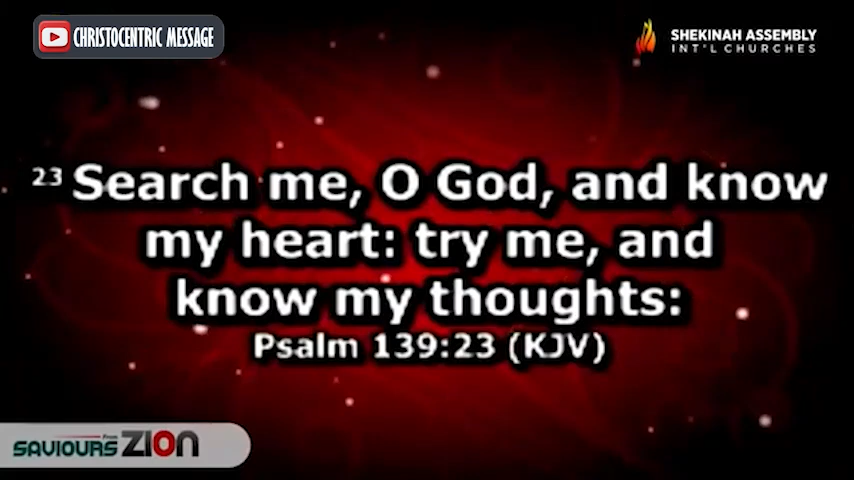 CHRISTOCENTRIC MESSAGE
SHEKINAH ASSEMBLY
INT'L CHURCHES
23 Search me, O God, and know
my heart: try me, and
know my thoughts:
Psalm 139:23 (KJV)
SAVIOURS From ZION